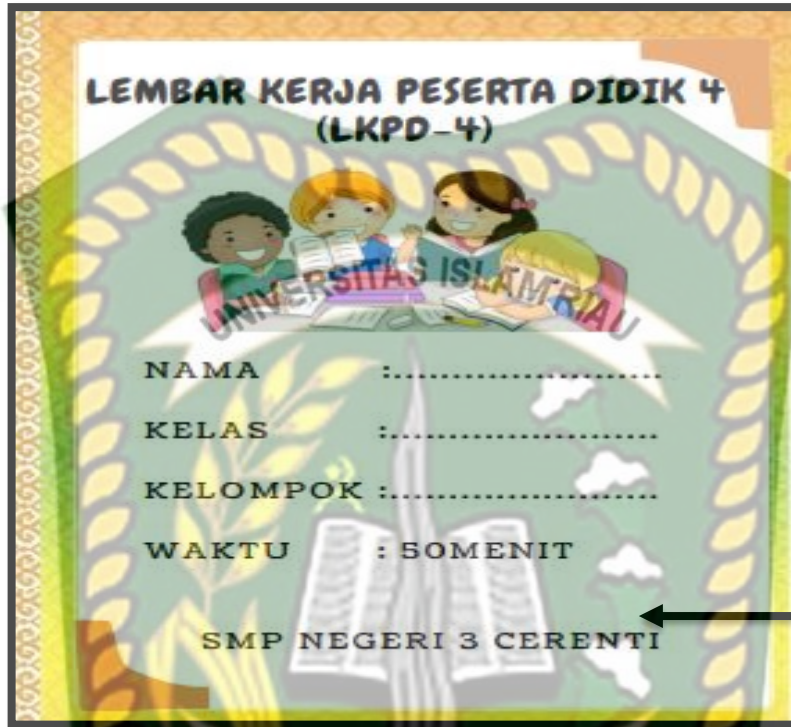 LEMBAR KERJA PESERTA DIDIK 4
(LKPD-4)
UNIVERSITAS ISLAM RIAU
NAMA :.......................
KELAS :.......................
KELOMPOK :.......................
WAKTU : 50MENIT
SMP NEGERI 3 CERENTI